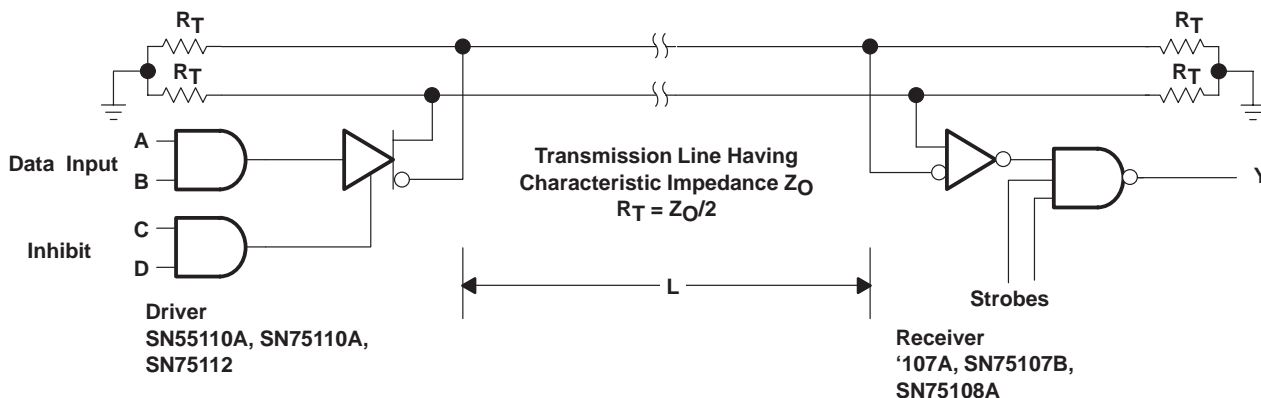 RT
RT
RT
RT
A
Data Input
B
C
Inhibit
D
Transmission Line Having
Characteristic Impedance ZO
RT = ZO/2
Y
L
Strobes
Driver
SN55110A, SN75110A,
SN75112
Receiver
‘107A, SN75107B,
SN75108A